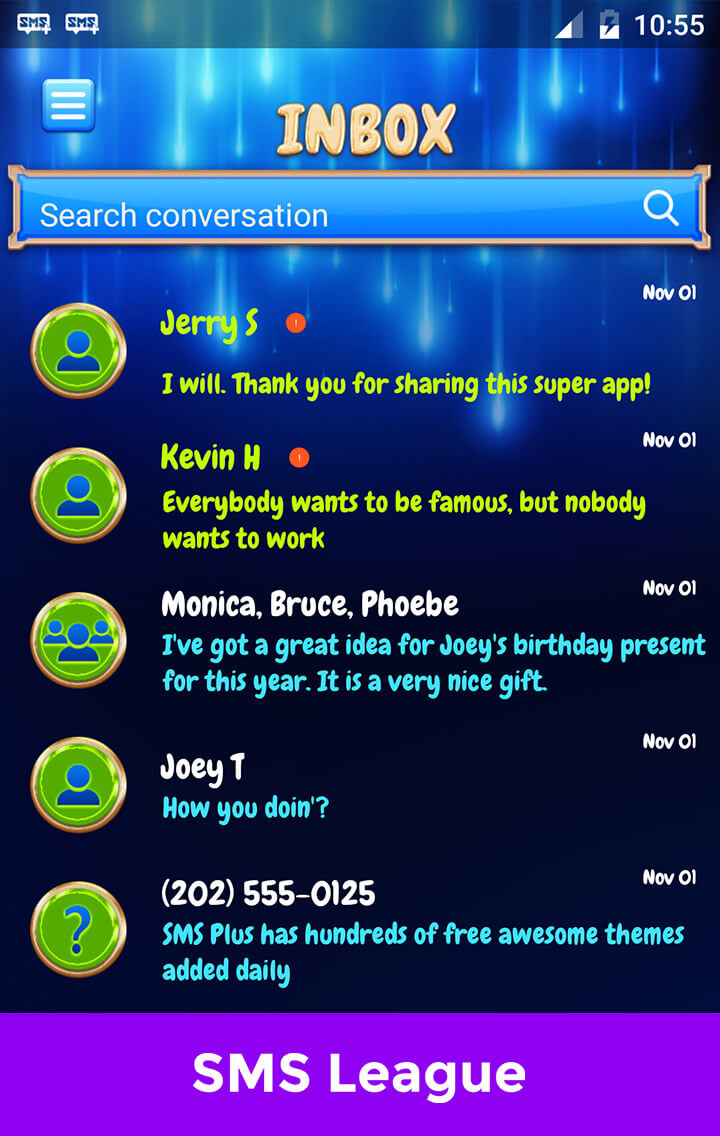 SMS SMS 10:55
INBOX
Search conversation
Nov 01
Jerry S !
I will. Thank you for sharing this super app!
Nov 01
Kevin H !
Everybody wants to be famous, but nobody
wants to work
Nov 01
Monica, Bruce, Phoebe
I've got a great idea for Joey's birthday present
for this year. It is a very nice gift.
Nov 01
Joey T
How you doin'?
Nov 01
(202) 555-0125
SMS Plus has hundreds of free awesome themes
added daily
?
SMS League